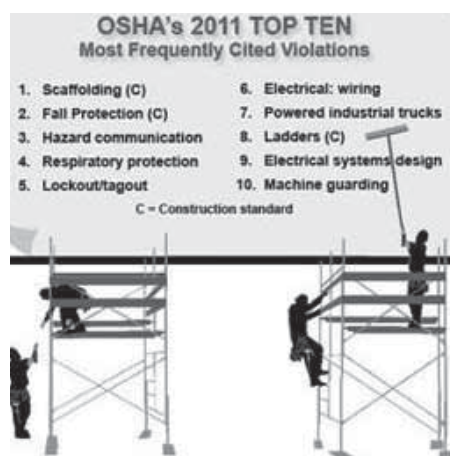 OSHA's 2011 TOP TEN
Most Frequently Cited Violations
1. Scaffolding (C)
2. Fall Protection (C)
3. Hazard communication
4. Respiratory protection
5. Lockout/tagout
6. Electrical: wiring
7. Powered industrial trucks
8. Ladders (C)
9. Electrical systems design
10. Machine guarding
C = Construction standard